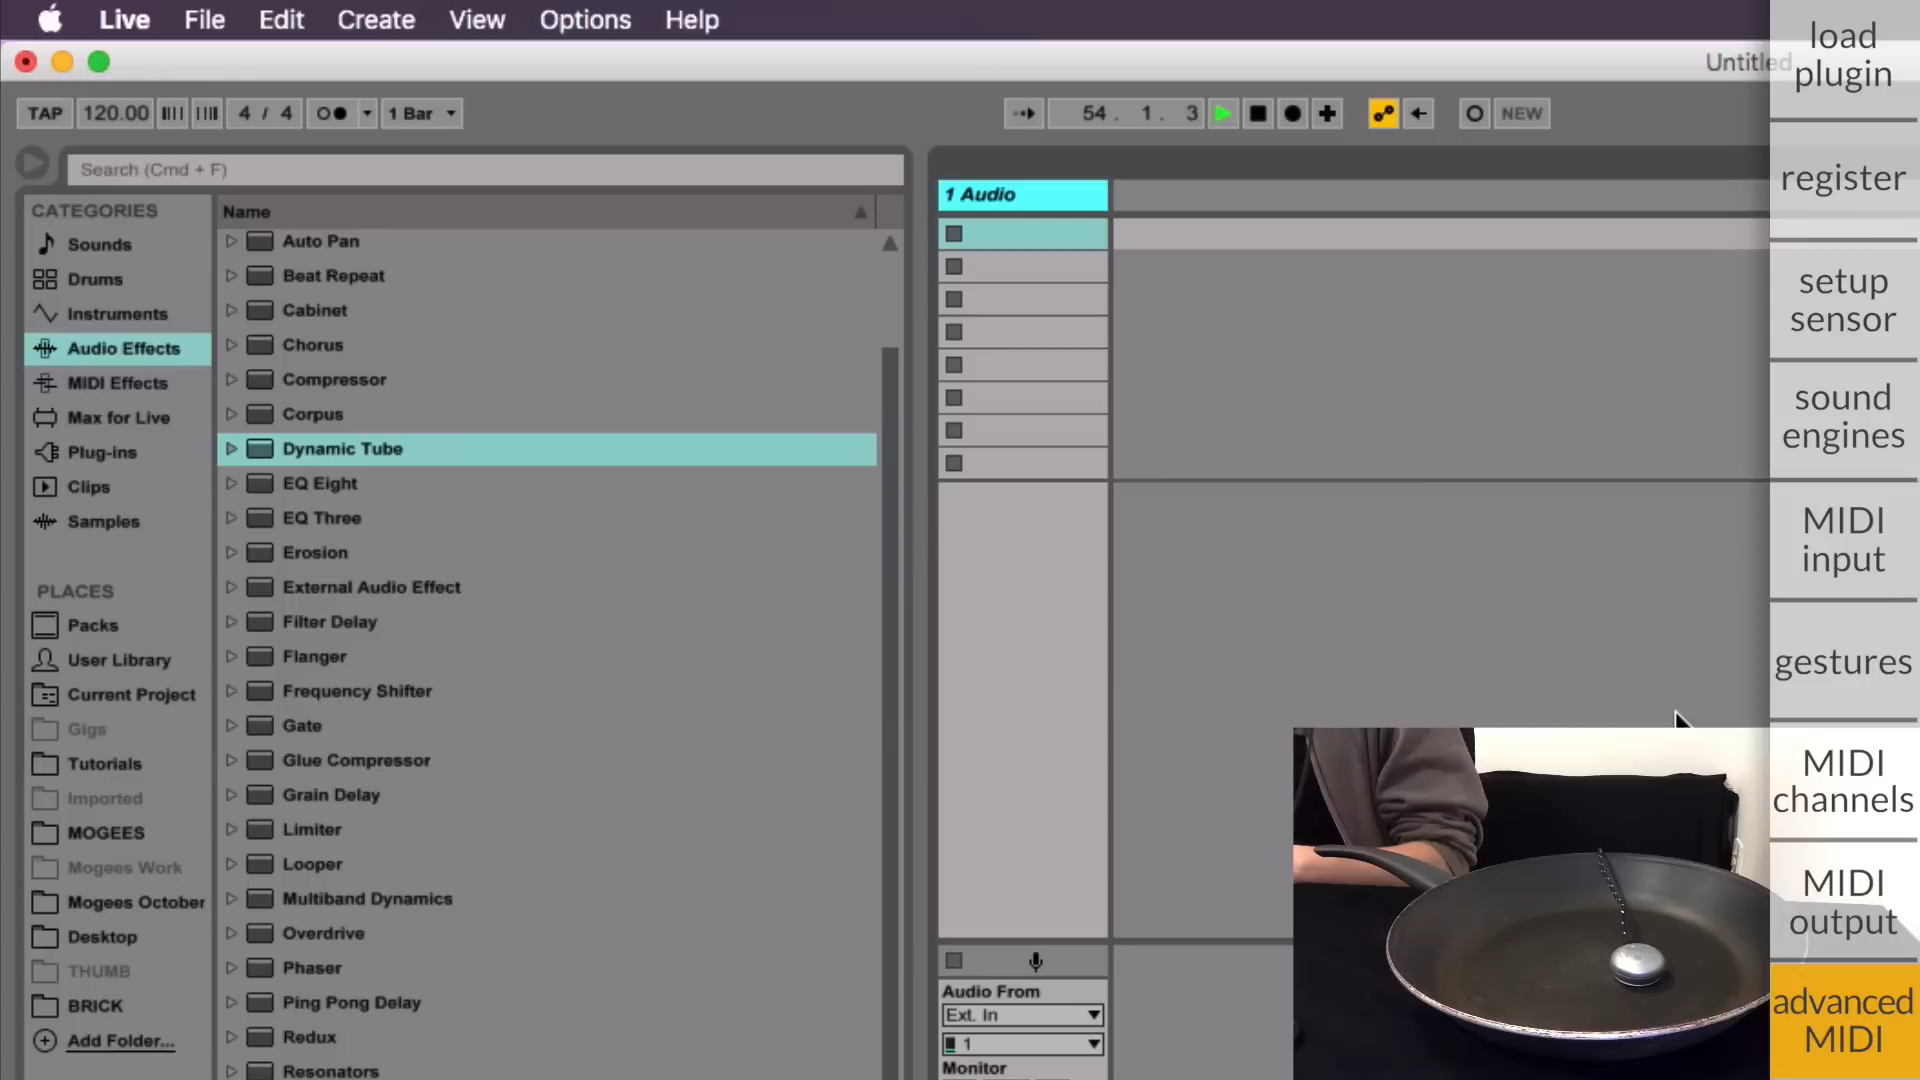 Live File Edit Create View Options Help
Untitled
TAP 120.00 4 / 4 1 Bar 54. 1. 3 NEW
Search (Cmd + F)
CATEGORIES
Sounds
Drums
Instruments
Audio Effects
MIDI Effects
Max for Live
Plug-ins
Clips
Samples
PLACES
Packs
User Library
Current Project
Gigs
Tutorials
Imported
MOGEES
Mogees Work
Mogees October
Desktop
THUMB
BRICK
Add Folder...
Name
Auto Pan
Beat Repeat
Cabinet
Chorus
Compressor
Corpus
Dynamic Tube
EQ Eight
EQ Three
Erosion
External Audio Effect
Filter Delay
Flanger
Frequency Shifter
Gate
Glue Compressor
Grain Delay
Limiter
Looper
Multiband Dynamics
Overdrive
Phaser
Ping Pong Delay
Redux
Resonators
1 Audio
Audio From
Ext. In
1
Monitor
load
plugin
register
setup
sensor
sound
engines
MIDI
input
gestures
MIDI
channels
MIDI
output
advanced
MIDI